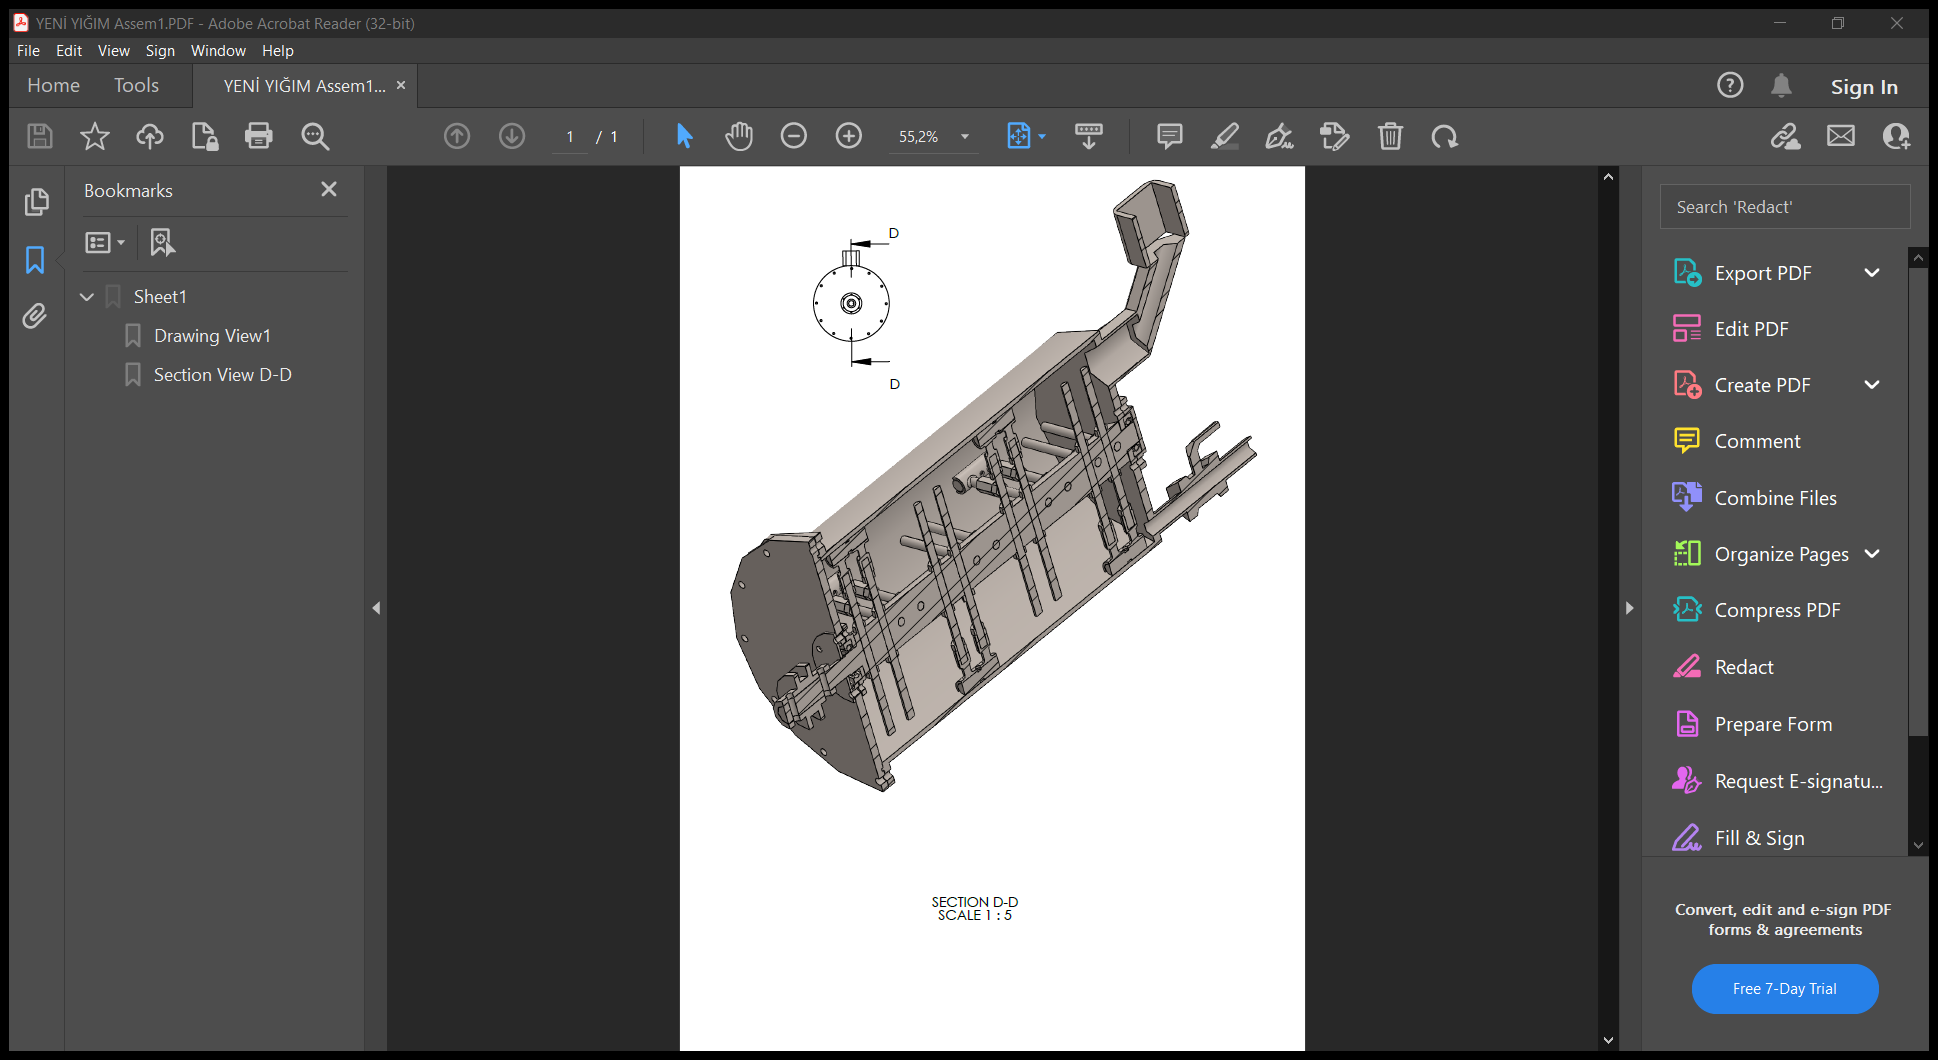 YENİ YIĞIM Assem1.PDF - Adobe Acrobat Reader (32-bit)
File Edit View Sign Window Help
Home Tools YENİ YIĞIM Assem1... × Sign In
1 / 1 55,2%
Bookmarks
Sheet1
Drawing View1
Section View D-D
D
D
SECTION D-D
SCALE 1 : 5
Search 'Redact'
Export PDF
Edit PDF
Create PDF
Comment
Combine Files
Organize Pages
Compress PDF
Redact
Prepare Form
Request E-signatu...
Fill & Sign
Convert, edit and e-sign PDF
forms & agreements
Free 7-Day Trial